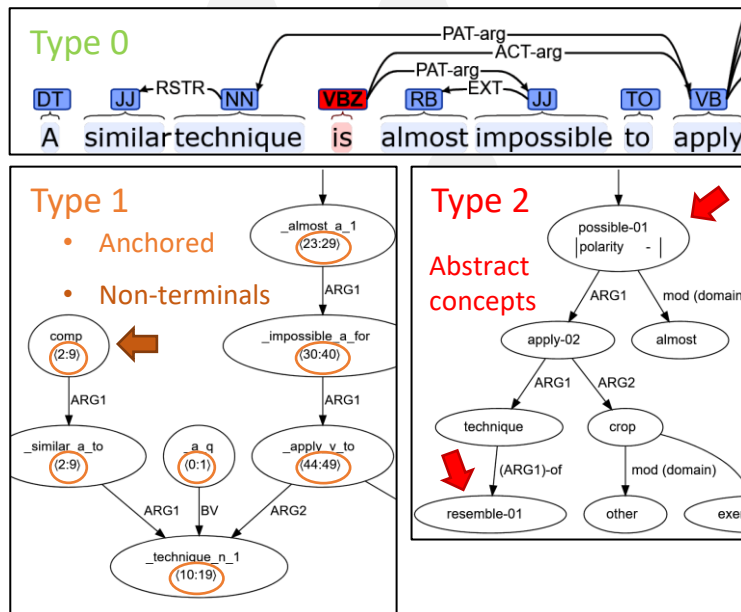 Type 0
PAT-arg
ACT-arg
RSTR PAT-arg EXT
DT JJ NN VBZ RB JJ TO VB
A similar technique is almost impossible to apply
Type 1
• Anchored
• Non-terminals
_almost_a_1
⟨23:29⟩
ARG1
comp
⟨2:9⟩
_impossible_a_for
⟨30:40⟩
ARG1
ARG1
_similar_a_to
⟨2:9⟩
_a_q
⟨0:1⟩
_apply_v_to
⟨44:49⟩
ARG1 BV ARG2
_technique_n_1
⟨10:19⟩
Type 2
Abstract
concepts
possible-01
|polarity - |
ARG1 mod (domain
apply-02 almost
ARG1 ARG2
technique crop
(ARG1)-of mod (domain)
resemble-01 other exer